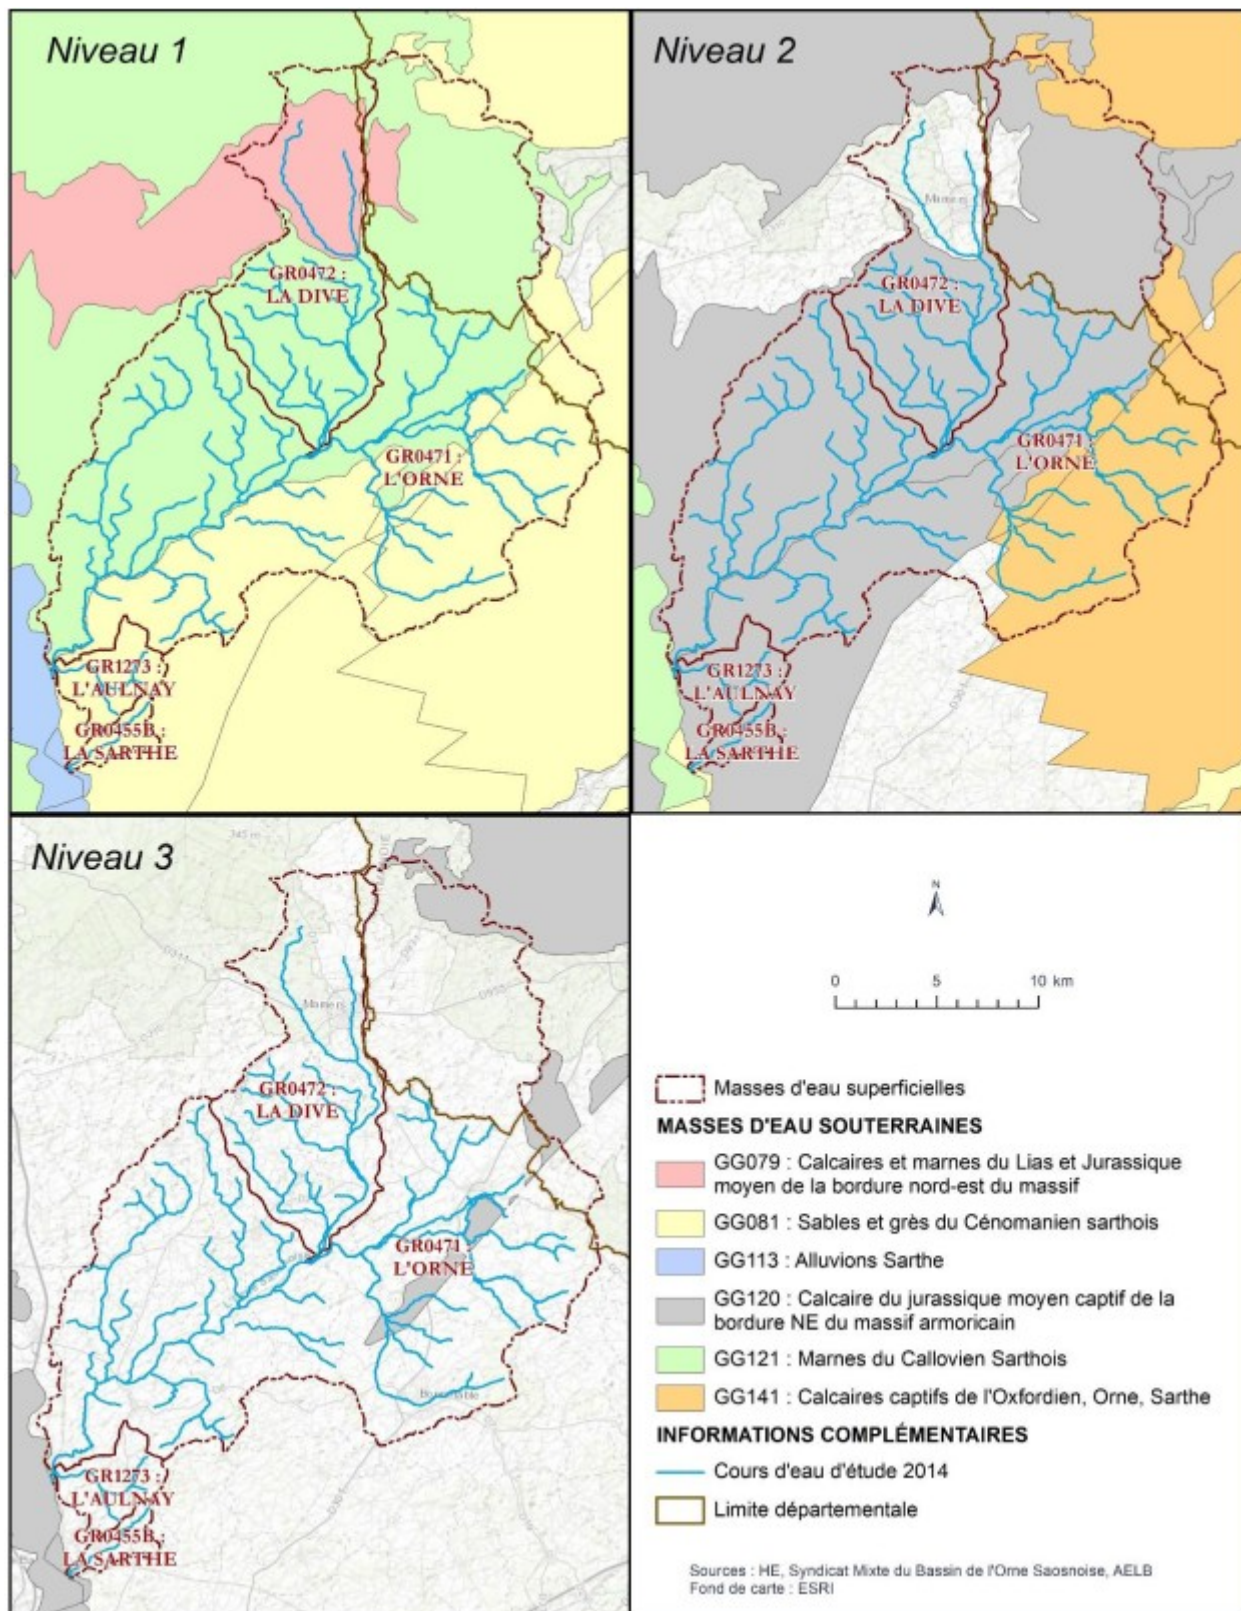 Niveau 1
GR0472 :
LA DIVE
GR0471 :
L'ORNE
GR1273 :
L'AULNAY
GR0455B :
LA SARTHE
Niveau 2
Mamers
GR0472 :
LA DIVE
GR0471 :
L'ORNE
GR1273 :
L'AULNAY
GR0455B :
LA SARTHE
Niveau 3
345 m
D311
Mamers
GR0472 :
LA DIVE
GR0471 :
L'ORNE
GR1273 :
L'AULNAY
GR0455B :
LA SARTHE
N
0 5 10 km
Masses d'eau superficielles
MASSES D'EAU SOUTERRAINES
GG079 : Calcaires et marnes du Lias et Jurassique
moyen de la bordure nord-est du massif
GG081 : Sables et grès du Cénomanien sarthois
GG113 : Alluvions Sarthe
GG120 : Calcaire du jurassique moyen captif de la
bordure NE du massif armoricain
GG121 : Marnes du Callovien Sarthois
GG141 : Calcaires captifs de l'Oxfordien, Orne, Sarthe
INFORMATIONS COMPLÉMENTAIRES
Cours d'eau d'étude 2014
Limite départementale
Sources : HE, Syndicat Mixte du Bassin de l'Orne Saosnoise, AELB
Fond de carte : ESRI